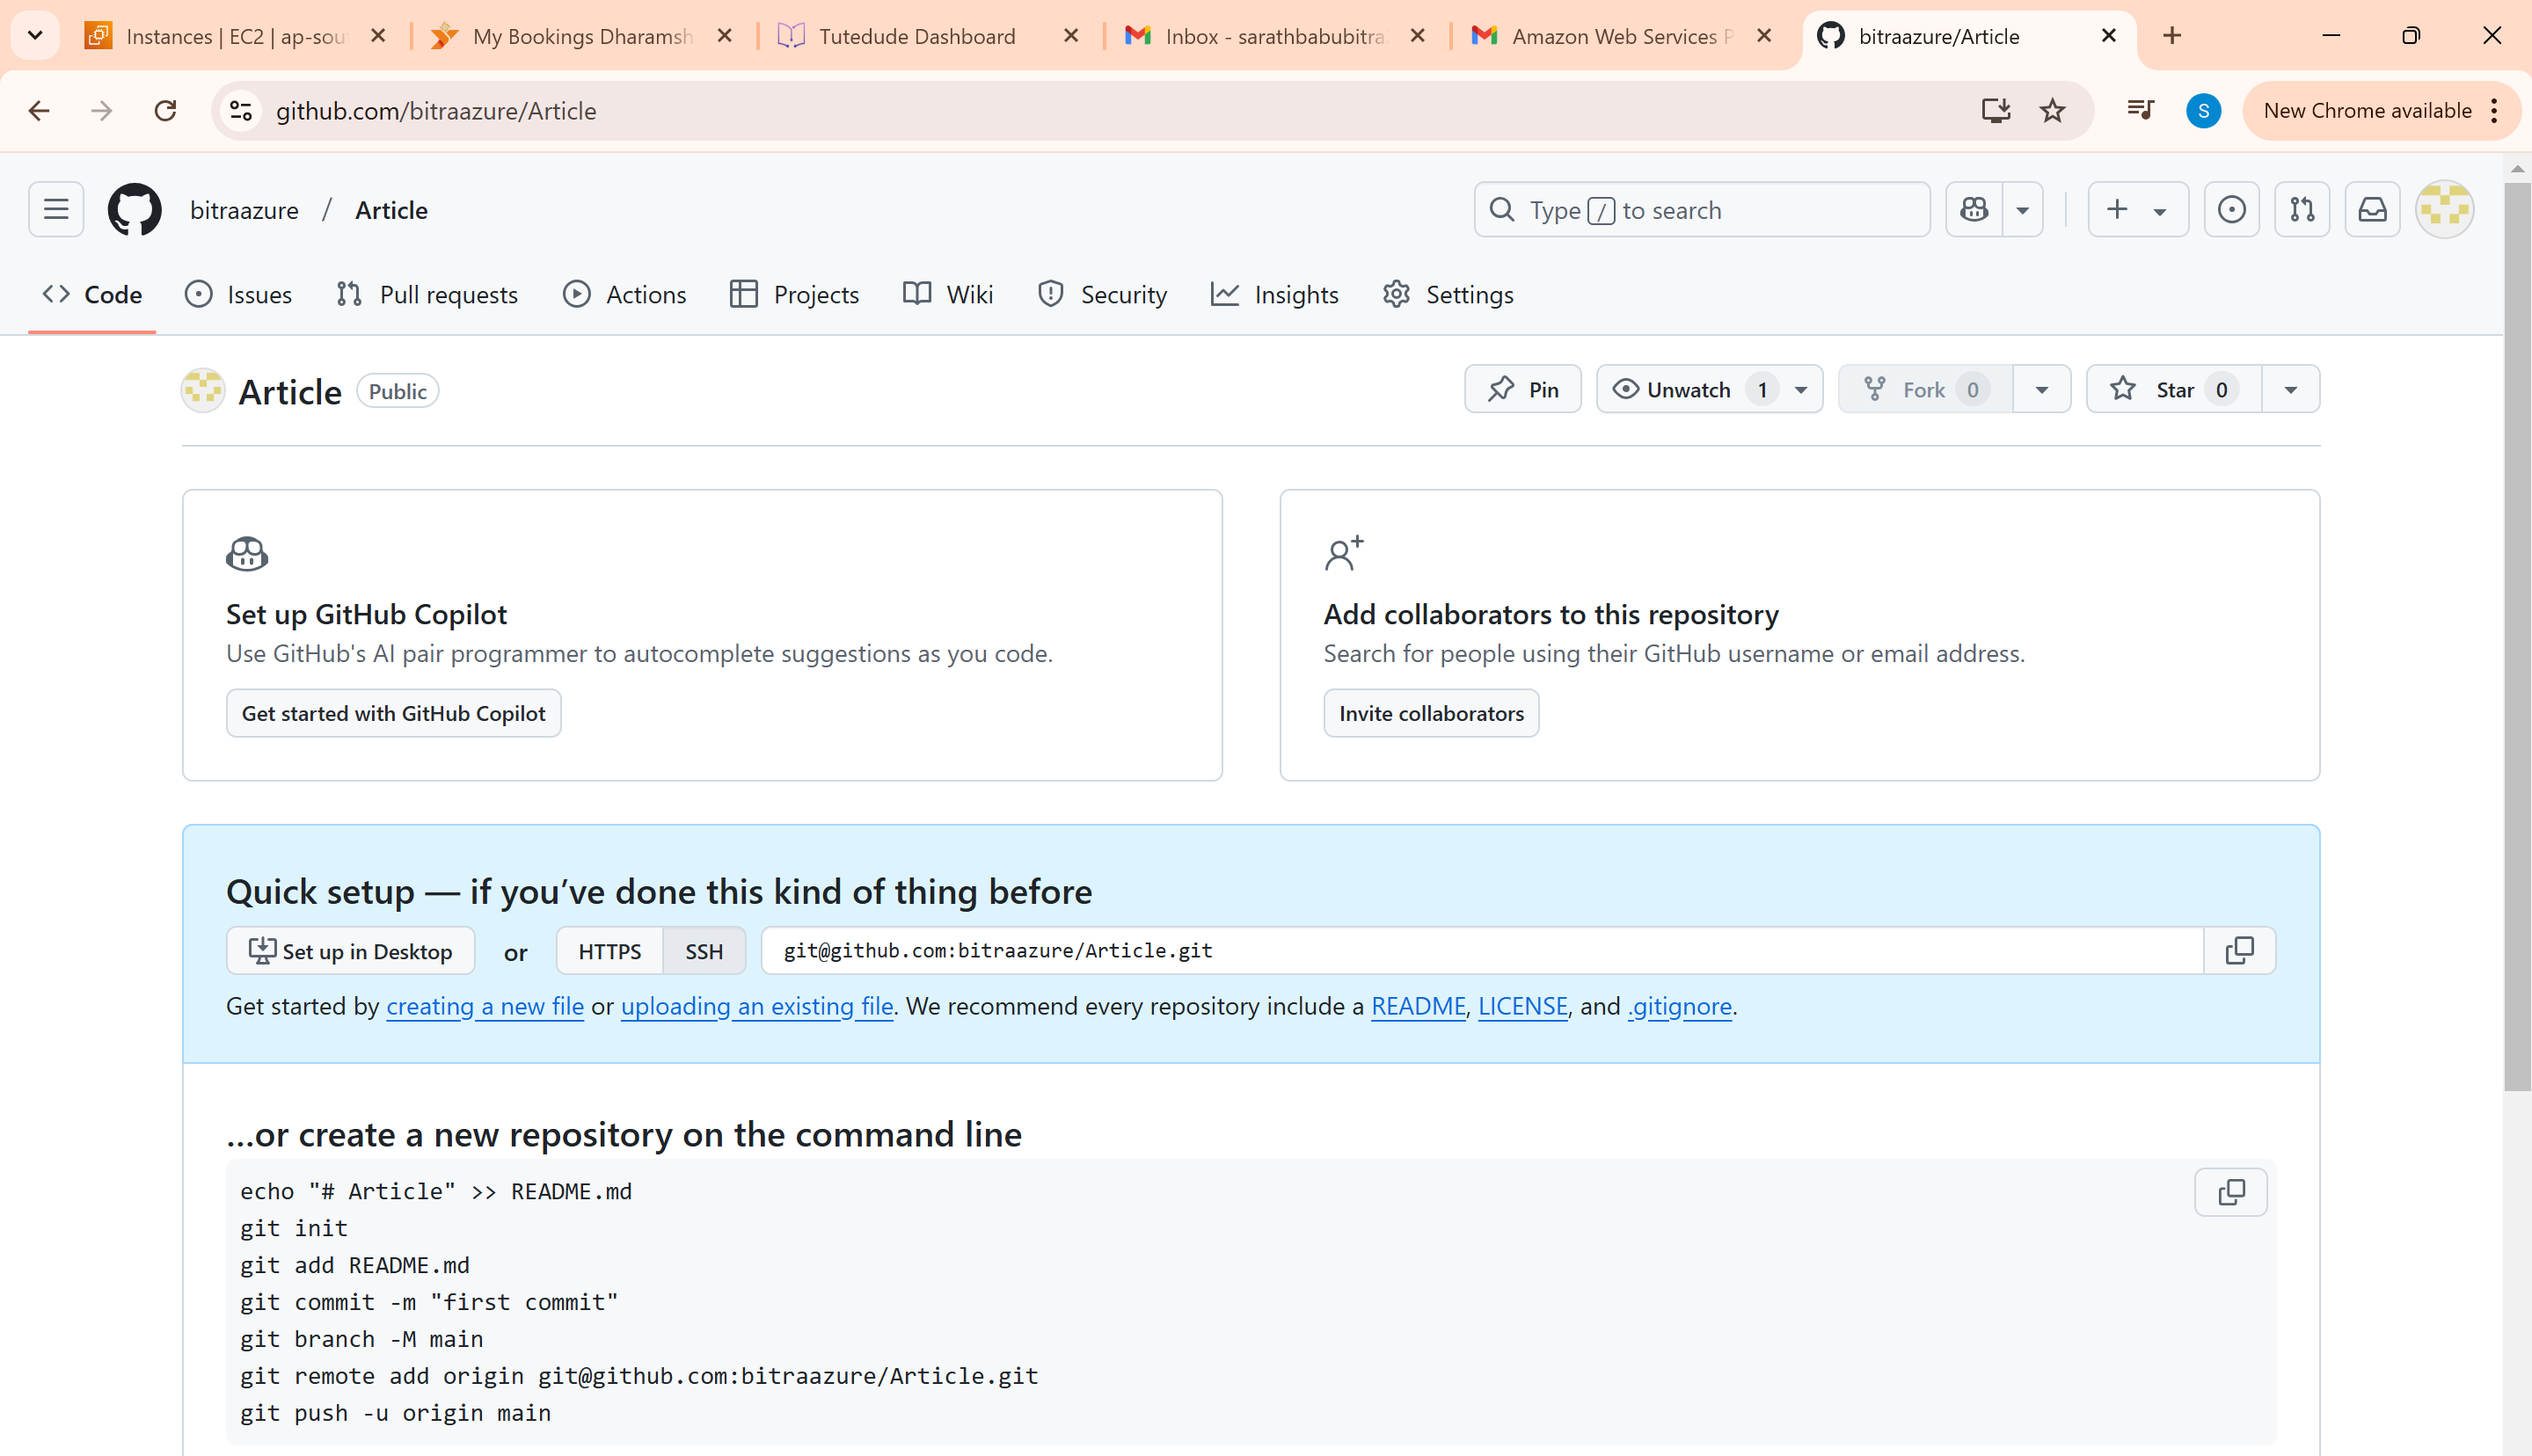 Instances | EC2 | ap-sou
My Bookings Dharamsh
Tutedude Dashboard
Inbox - sarathbabubitra
Amazon Web Services P
bitraazure/Article
github.com/bitraazure/Article
S
New Chrome available
bitraazure / Article
Type / to search
Code
Issues
Pull requests
Actions
Projects
Wiki
Security
Insights
Settings
Article Public
Pin
Unwatch 1
Fork 0
Star 0
Set up GitHub Copilot
Use GitHub's AI pair programmer to autocomplete suggestions as you code.
Get started with GitHub Copilot
Add collaborators to this repository
Search for people using their GitHub username or email address.
Invite collaborators
Quick setup — if you’ve done this kind of thing before
Set up in Desktop or HTTPS SSH git@github.com:bitraazure/Article.git
Get started by creating a new file or uploading an existing file. We recommend every repository include a README, LICENSE, and .gitignore.
...or create a new repository on the command line
echo "# Article" >> README.md
git init
git add README.md
git commit -m "first commit"
git branch -M main
git remote add origin git@github.com:bitraazure/Article.git
git push -u origin main